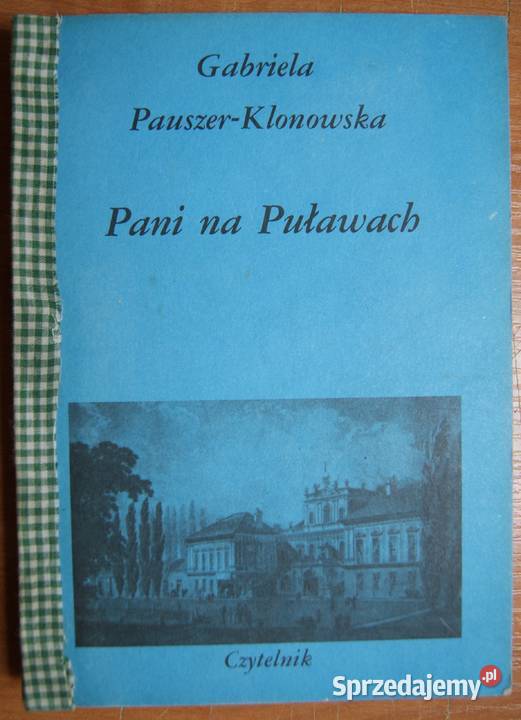 Gabriela
Pauszer-Klonowska
Pani na Puławach
Czytelnik
Sprzedajemy.pl